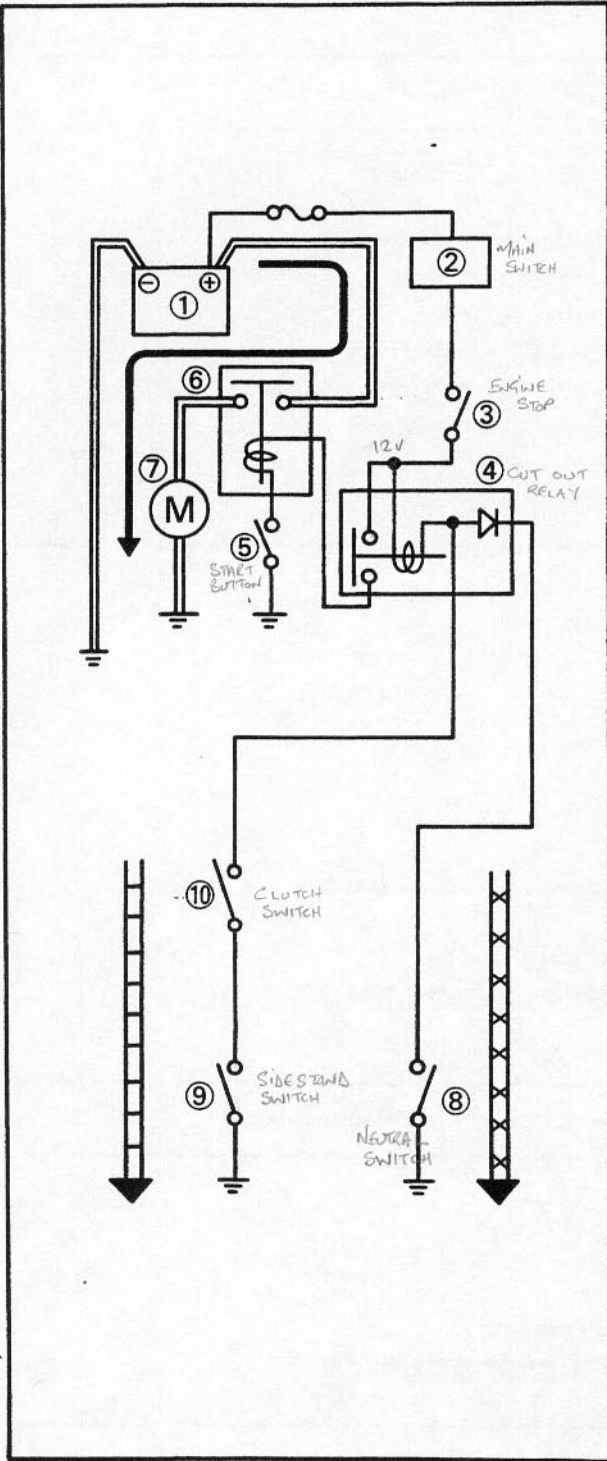 ② MAIN
SWITCH
− + ①
ENGINE
STOP
③
⑥
12V
④ CUT OUT
RELAY
⑦
M
⑤
START
BUTTON
⑩ CLUTCH
SWITCH
⑨ SIDESTAND
SWITCH
⑧
NEUTRAL
SWITCH